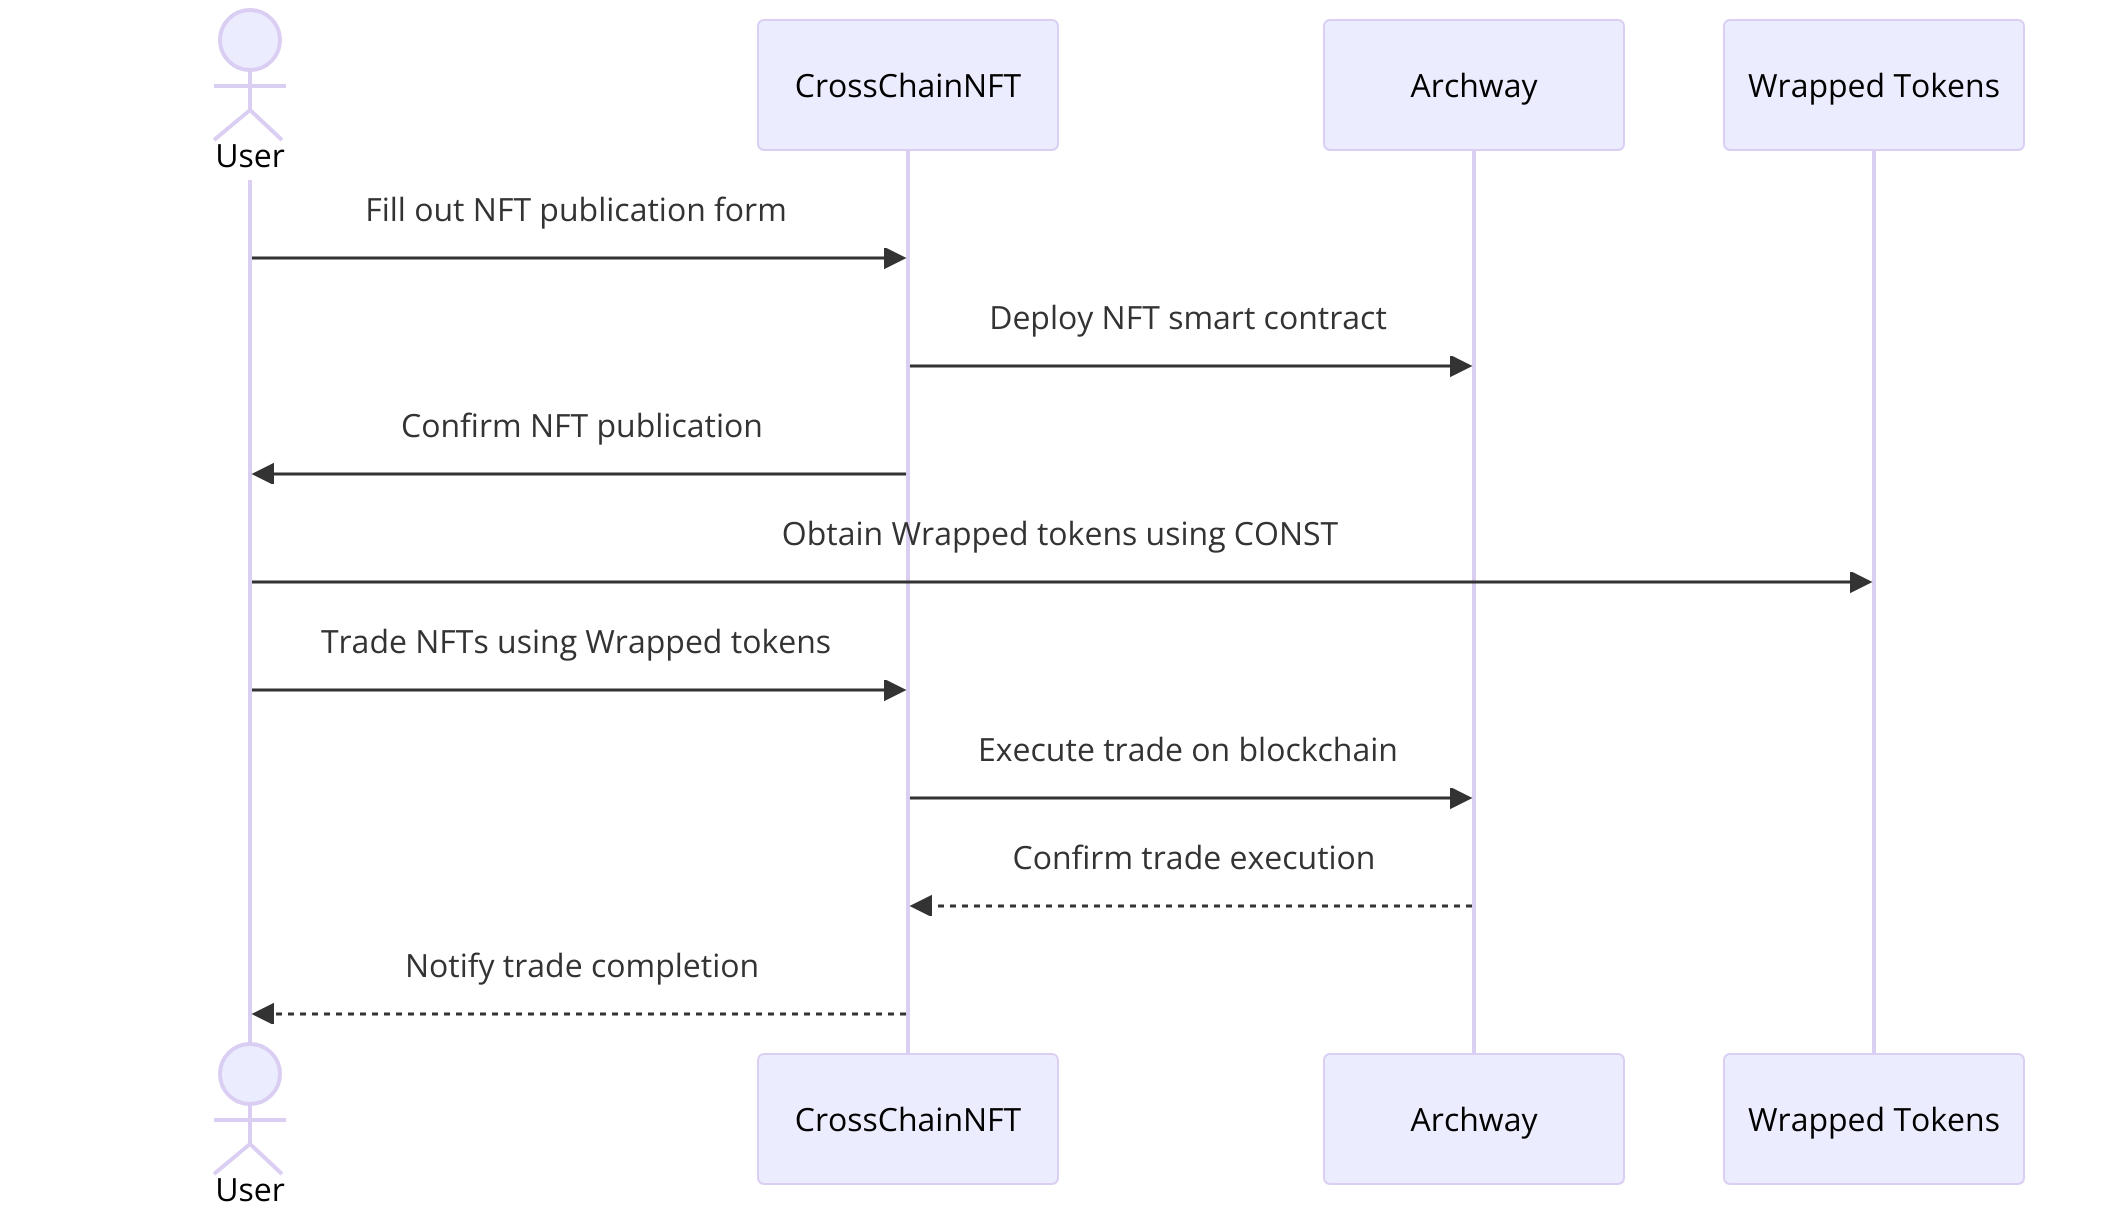 User
CrossChainNFT
Archway
Wrapped Tokens
Fill out NFT publication form
Deploy NFT smart contract
Confirm NFT publication
Obtain Wrapped tokens using CONST
Trade NFTs using Wrapped tokens
Execute trade on blockchain
Confirm trade execution
Notify trade completion
User
CrossChainNFT
Archway
Wrapped Tokens